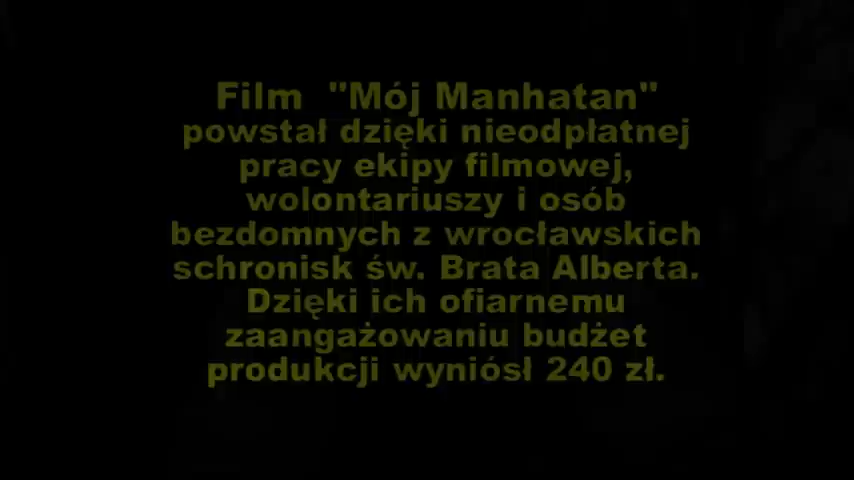 Film "Mój Manhatan"
powstał dzięki nieodpłatnej
pracy ekipy filmowej,
wolontariuszy i osób
bezdomnych z wrocławskich
schronisk św. Brata Alberta.
Dzięki ich ofiarnemu
zaangażowaniu budżet
produkcji wyniósł 240 zł.